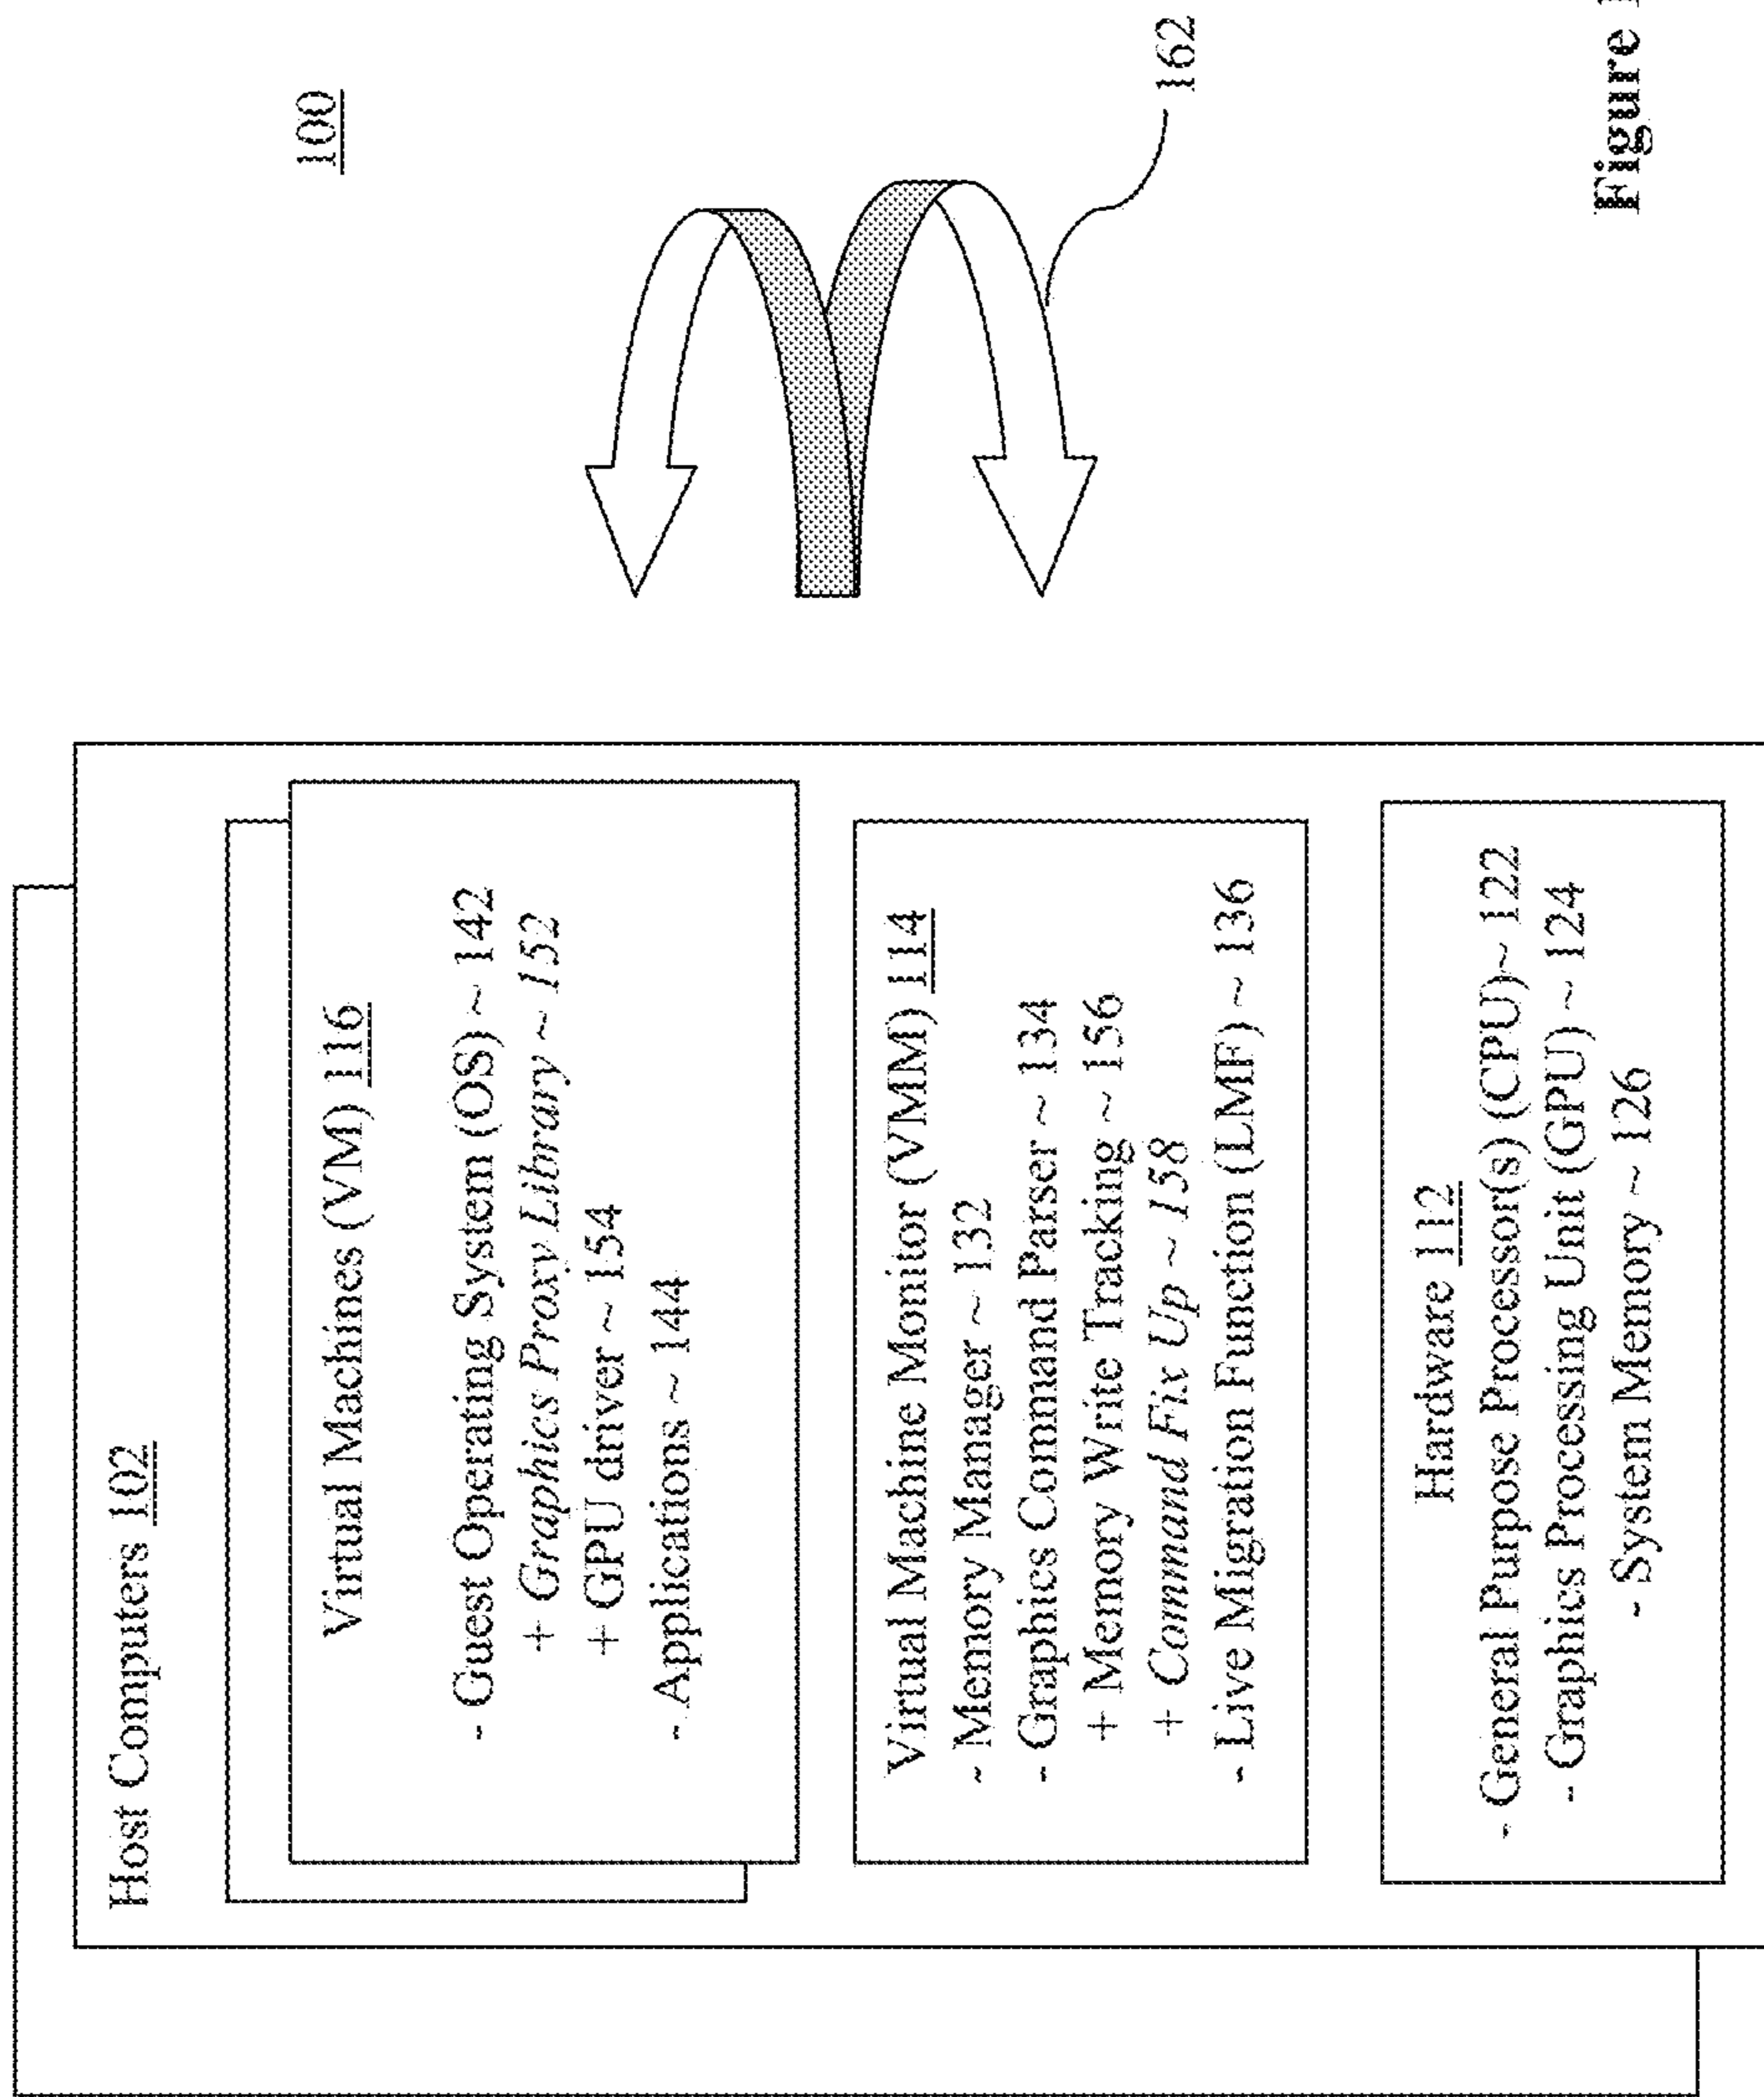 100
Host Computers 102
Virtual Machines (VM) 116
- Guest Operating System (OS) ~ 142
+ Graphics Proxy Library ~ 152
+ GPU driver ~ 154
- Applications ~ 144
Virtual Machine Monitor (VMM) 114
- Memory Manager ~ 132
- Graphics Command Parser ~ 134
+ Memory Write Tracking ~ 156
+ Command Fix Up ~ 158
- Live Migration Function (LMF) ~ 136
Hardware 112
- General Purpose Processor(s) (CPU) ~ 122
- Graphics Processing Unit (GPU) ~ 124
- System Memory ~ 126
162
Figure 1